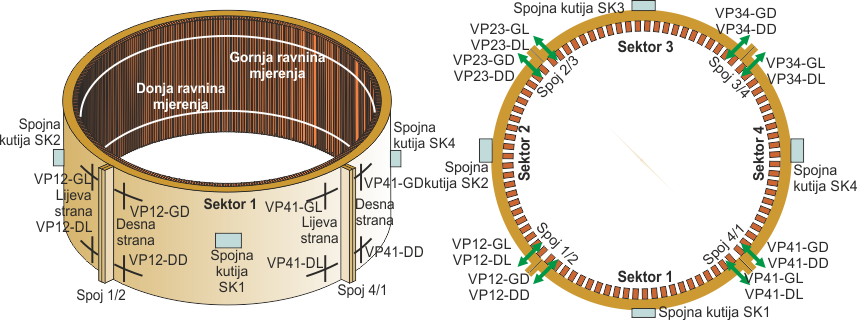 Gornja ravnina
mjerenja
Donja ravnina
mjerenja
Spojna
kutija SK2
Spojna
kutija SK4
VP12-GL
Lijeva
strana
VP12-DL
VP12-GD
Desna
strana
VP12-DD
Sektor 1
Spojna
kutija
SK1
VP41-GL
Lijeva
strana
VP41-DL
VP41-GD
Desna
strana
VP41-DD
Spoj 1/2
Spoj 4/1
Spojna kutija SK3
VP23-GL
VP23-DL
VP23-GD
VP23-DD
Spoj 2/3
Sektor 3
VP34-GD
VP34-DD
VP34-GL
VP34-DL
Spoj 3/4
Sektor 2
Sektor 4
Spojna
kutija SK2
Spojna
kutija SK4
VP12-GL
VP12-DL
VP12-GD
VP12-DD
Spoj 1/2
Sektor 1
Spoj 4/1
VP41-GD
VP41-DD
VP41-GL
VP41-DL
Spojna kutija SK1